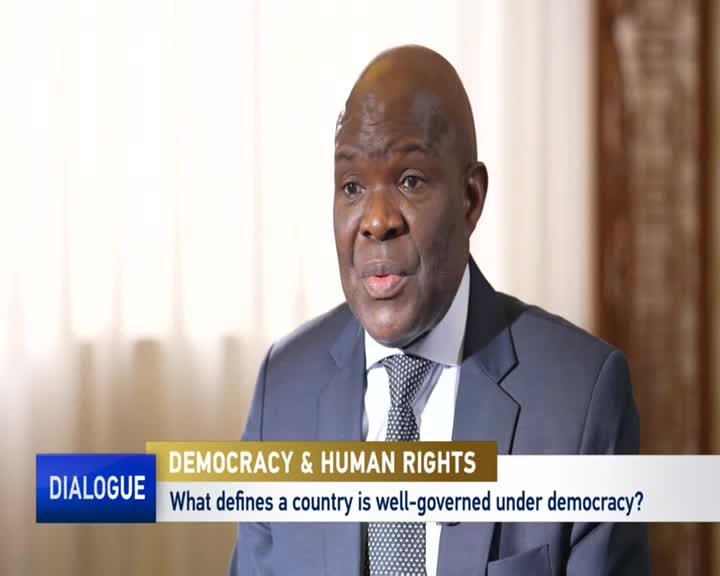 DEMOCRACY & HUMAN RIGHTS
DIALOGUE
What defines a country is well-governed under democracy?